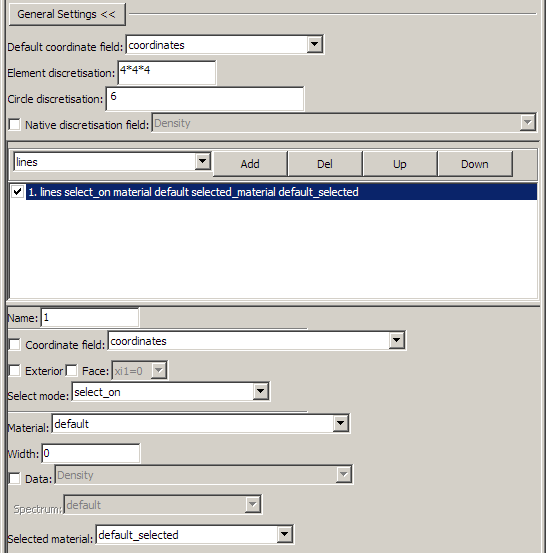 General Settings <<
Default coordinate field: coordinates
Element discretisation: 4*4*4
Circle discretisation: 6
Native discretisation field: Density
lines Add Del Up Down
1. lines select_on material default selected_material default_selected
Name: 1
Coordinate field: coordinates
Exterior Face: xi1=0
Select mode: select_on
Material: default
Width: 0
Data: Density
Spectrum: default
Selected material: default_selected